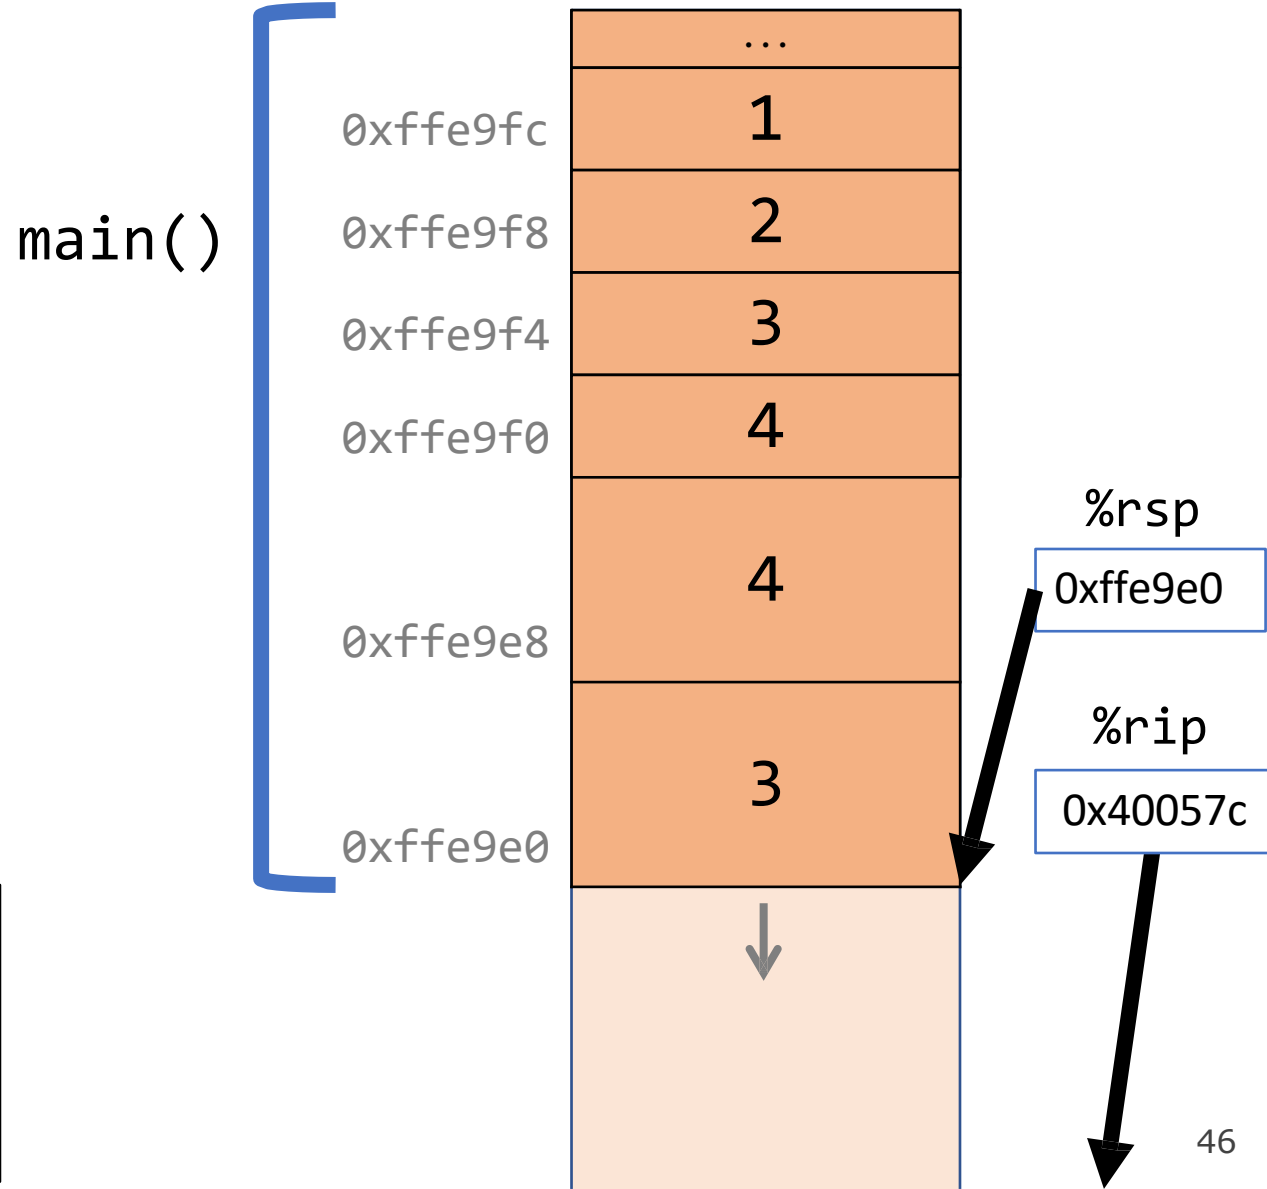 ...
0xffe9fc 1
main() 0xffe9f8 2
0xffe9f4 3
0xffe9f0 4
%rsp
4 0xffe9e0
0xffe9e8
%rip
3 0x40057c
0xffe9e0
46